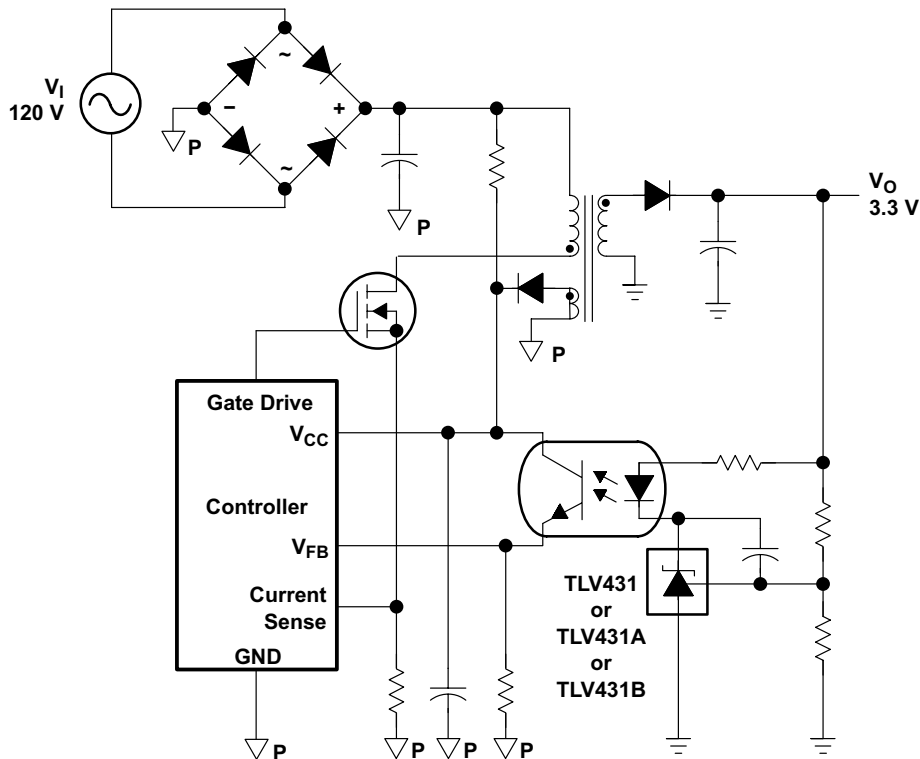 V_I
120 V
~
−
+
~
P
P
V_O
3.3 V
P
Gate Drive
V_CC
Controller
V_FB
Current
Sense
GND
TLV431
or
TLV431A
or
TLV431B
P
P
P
P